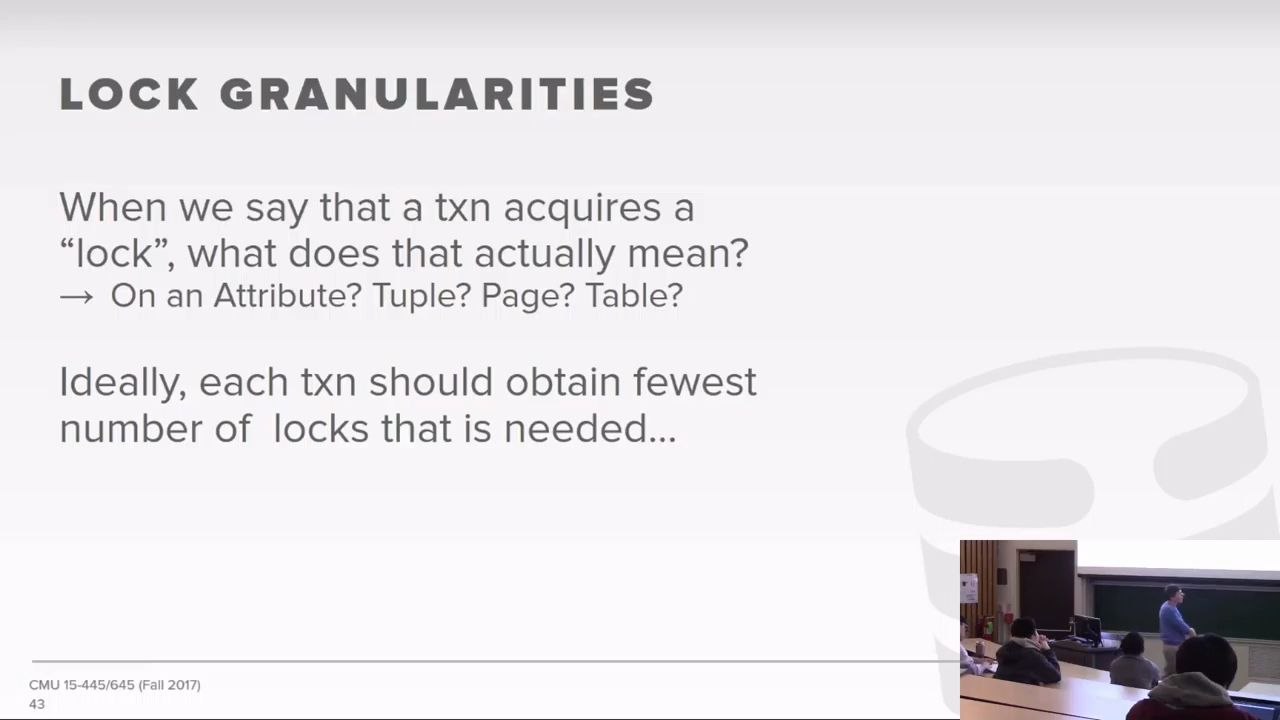 LOCK GRANULARITIES
When we say that a txn acquires a
“lock”, what does that actually mean?
→ On an Attribute? Tuple? Page? Table?
Ideally, each txn should obtain fewest
number of locks that is needed...
CMU 15-445/645 (Fall 2017)
43